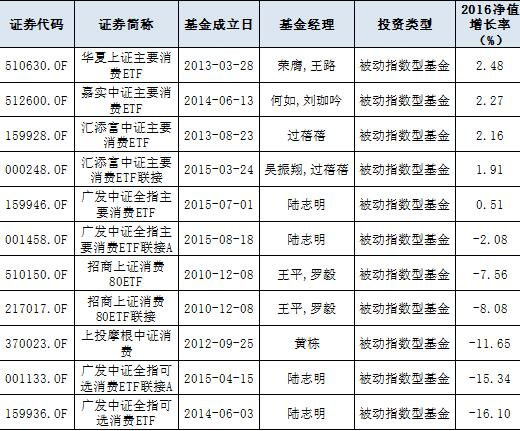 证券代码 证券简称 基金成立日 基金经理 投资类型 2016净值
增长率
(%)
510630.OF 华夏上证主要消
费ETF 2013-03-28 荣膺,王路 被动指数型基金 2.48
512600.OF 嘉实中证主要消
费ETF 2014-06-13 何如,刘珈吟 被动指数型基金 2.27
159928.OF 汇添富中证主要
消费ETF 2013-08-23 过蓓蓓 被动指数型基金 2.16
000248.OF 汇添富中证主要
消费ETF联接 2015-03-24 吴振翔,过蓓蓓 被动指数型基金 1.91
159946.OF 广发中证全指主
要消费ETF 2015-07-01 陆志明 被动指数型基金 0.51
001458.OF 广发中证全指主
要消费ETF联接A 2015-08-18 陆志明 被动指数型基金 -2.08
510150.OF 招商上证消费
80ETF 2010-12-08 王平,罗毅 被动指数型基金 -7.56
217017.OF 招商上证消费
80ETF联接 2010-12-08 王平,罗毅 被动指数型基金 -8.08
370023.OF 上投摩根中证消
费 2012-09-25 黄栋 被动指数型基金 -11.65
001133.OF 广发中证全指可
选消费ETF联接A 2015-04-15 陆志明 被动指数型基金 -15.34
159936.OF 广发中证全指可
选消费ETF 2014-06-03 陆志明 被动指数型基金 -16.10